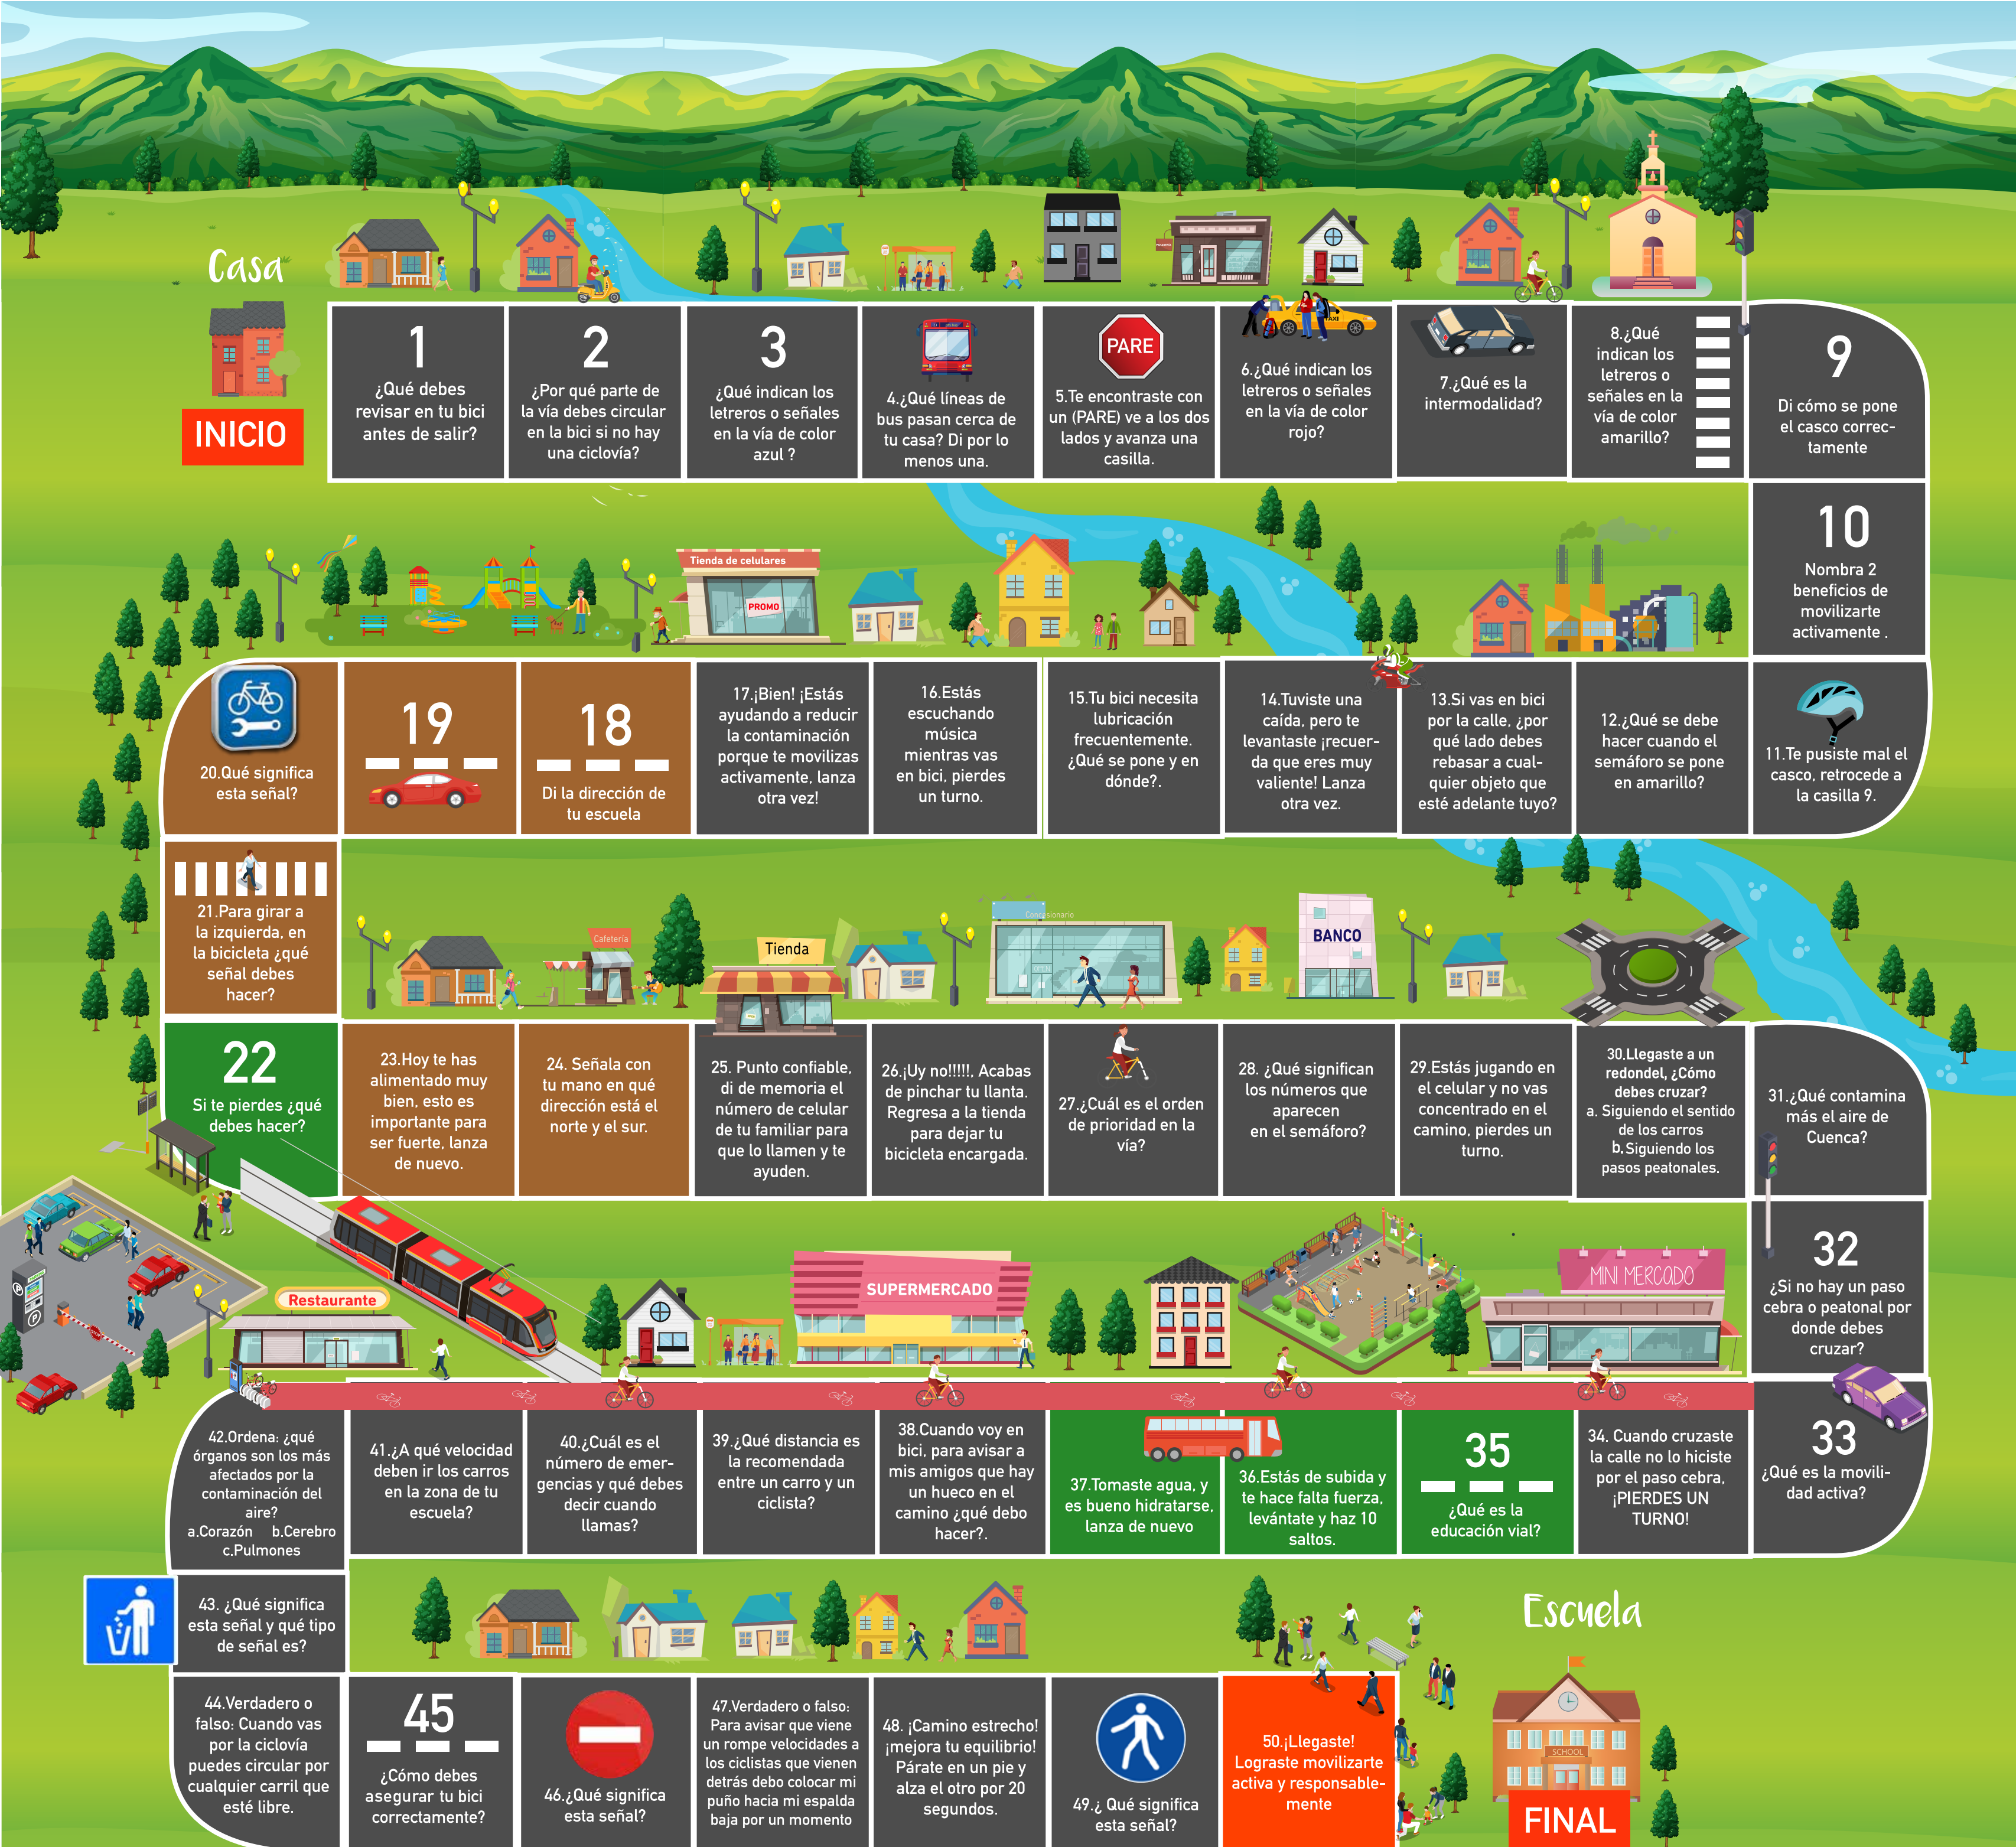 Casa
INICIO
1
¿Qué debes
revisar en tu bici
antes de salir?
2
¿Por qué parte de
la vía debes circular
en la bici si no hay
una ciclovía?
3
¿Qué indican los
letreros o señales
en la vía de color
azul ?
4.¿Qué líneas de
bus pasan cerca de
tu casa? Di por lo
menos una.
PARE
5.Te encontraste con
un (PARE) ve a los dos
lados y avanza una
casilla.
TAXI
6.¿Qué indican los
letreros o señales
en la vía de color
rojo?
7.¿Qué es la
intermodalidad?
8.¿Qué
indican los
letreros o
señales en la
vía de color
amarillo?
9
Di cómo se pone
el casco correc-
tamente
10
Nombra 2
beneficios de
movilizarte
activamente .
Tienda de celulares
PROMO
11.Te pusiste mal el
casco, retrocede a
la casilla 9.
12.¿Qué se debe
hacer cuando el
semáforo se pone
en amarillo?
13.Si vas en bici
por la calle, ¿por
qué lado debes
rebasar a cual-
quier objeto que
esté adelante tuyo?
14.Tuviste una
caída, pero te
levantaste ¡recuer-
da que eres muy
valiente! Lanza
otra vez.
15.Tu bici necesita
lubricación
frecuentemente.
¿Qué se pone y en
dónde?.
16.Estás
escuchando
música
mientras vas
en bici, pierdes
un turno.
17.¡Bien! ¡Estás
ayudando a reducir
la contaminación
porque te movilizas
activamente, lanza
otra vez!
18
Di la dirección de
tu escuela
19
20.Qué significa
esta señal?
21.Para girar a
la izquierda, en
la bicicleta ¿qué
señal debes
hacer?
Cafetería
Tienda
Concesionario
BANCO
22
Si te pierdes ¿qué
debes hacer?
23.Hoy te has
alimentado muy
bien, esto es
importante para
ser fuerte, lanza
de nuevo.
24. Señala con
tu mano en qué
dirección está el
norte y el sur.
25. Punto confiable,
di de memoria el
número de celular
de tu familiar para
que lo llamen y te
ayuden.
26.¡Uy no!!!!!, Acabas
de pinchar tu llanta.
Regresa a la tienda
para dejar tu
bicicleta encargada.
27.¿Cuál es el orden
de prioridad en la
vía?
28. ¿Qué significan
los números que
aparecen
en el semáforo?
29.Estás jugando en
el celular y no vas
concentrado en el
camino, pierdes un
turno.
30.Llegaste a un
redondel, ¿Cómo
debes cruzar?
a. Siguiendo el sentido
de los carros
b.Siguiendo los
pasos peatonales.
31.¿Qué contamina
más el aire de
Cuenca?
32
¿Si no hay un paso
cebra o peatonal por
donde debes
cruzar?
P
P
Restaurante
SUPERMERCADO
MINI MERCADO
33
¿Qué es la movili-
dad activa?
34. Cuando cruzaste
la calle no lo hiciste
por el paso cebra,
¡PIERDES UN
TURNO!
35
¿Qué es la
educación vial?
36.Estás de subida y
te hace falta fuerza,
levántate y haz 10
saltos.
37.Tomaste agua, y
es bueno hidratarse,
lanza de nuevo
38.Cuando voy en
bici, para avisar a
mis amigos que hay
un hueco en el
camino ¿qué debo
hacer?.
39.¿Qué distancia es
la recomendada
entre un carro y un
ciclista?
40.¿Cuál es el
número de emer-
gencias y qué debes
decir cuando
llamas?
41.¿A qué velocidad
deben ir los carros
en la zona de tu
escuela?
42.Ordena: ¿qué
órganos son los más
afectados por la
contaminación del
aire?
a.Corazón b.Cerebro
c.Pulmones
43. ¿Qué significa
esta señal y qué tipo
de señal es?
44.Verdadero o
falso: Cuando vas
por la ciclovía
puedes circular por
cualquier carril que
esté libre.
45
¿Cómo debes
asegurar tu bici
correctamente?
46.¿Qué significa
esta señal?
47.Verdadero o falso:
Para avisar que viene
un rompe velocidades a
los ciclistas que vienen
detrás debo colocar mi
puño hacia mi espalda
baja por un momento
48. ¡Camino estrecho!
¡mejora tu equilibrio!
Párate en un pie y
alza el otro por 20
segundos.
49.¿ Qué significa
esta señal?
50.¡Llegaste!
Lograste movilizarte
activa y responsable-
mente
Escuela
SCHOOL
FINAL